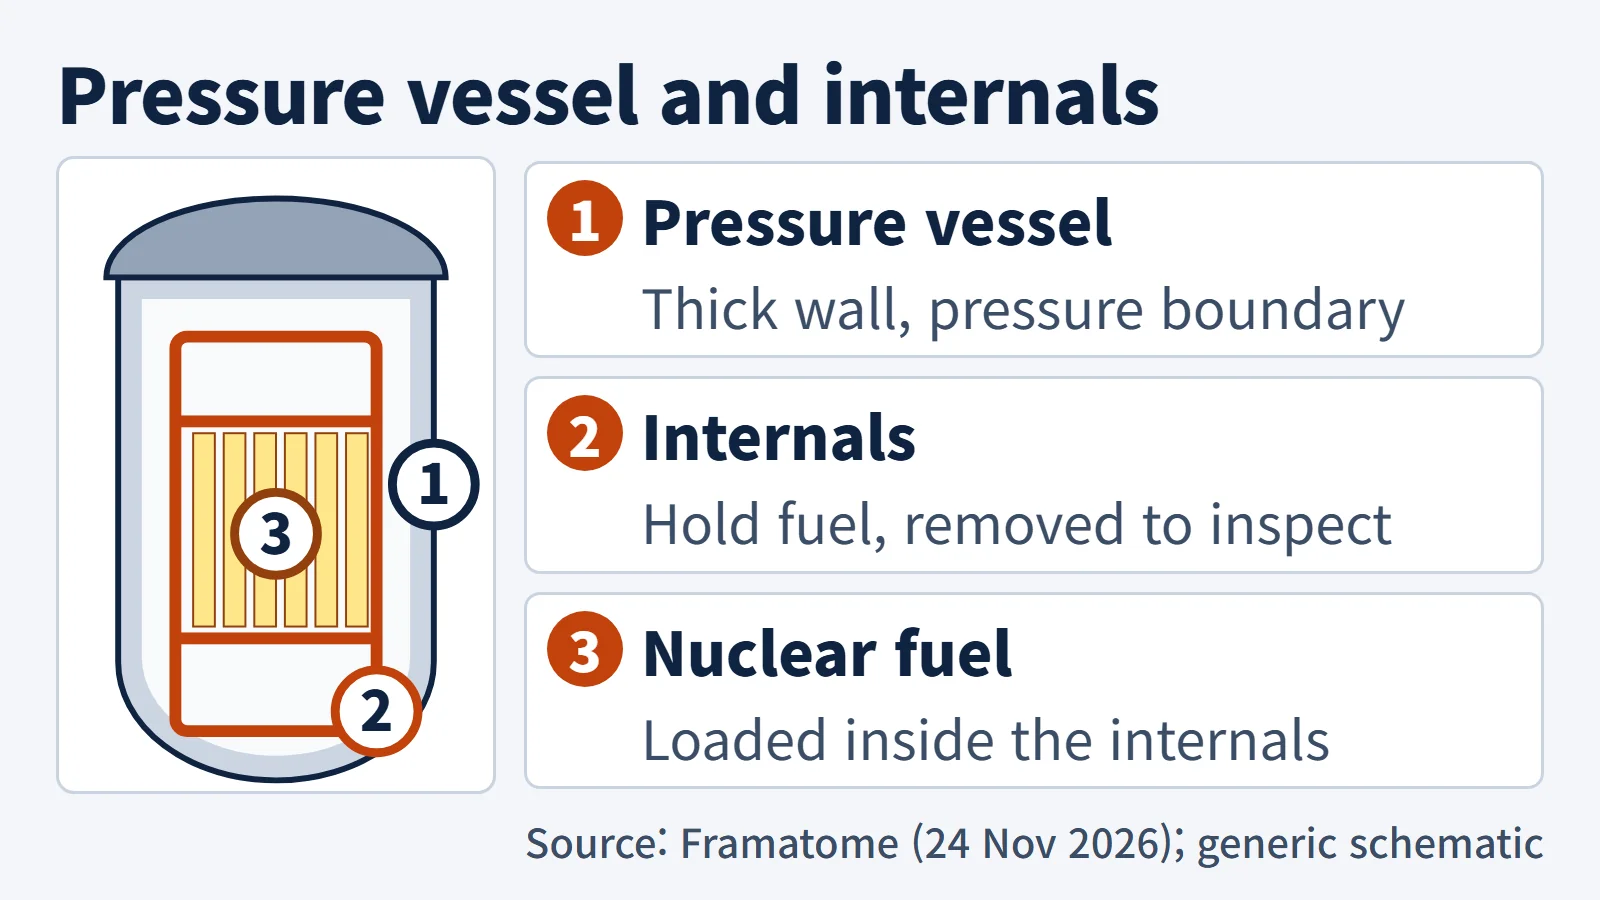 Pressure vessel and internals
1
2
3
1 Pressure vessel
Thick wall, pressure boundary
2 Internals
Hold fuel, removed to inspect
3 Nuclear fuel
Loaded inside the internals
Source: Framatome (24 Nov 2026); generic schematic